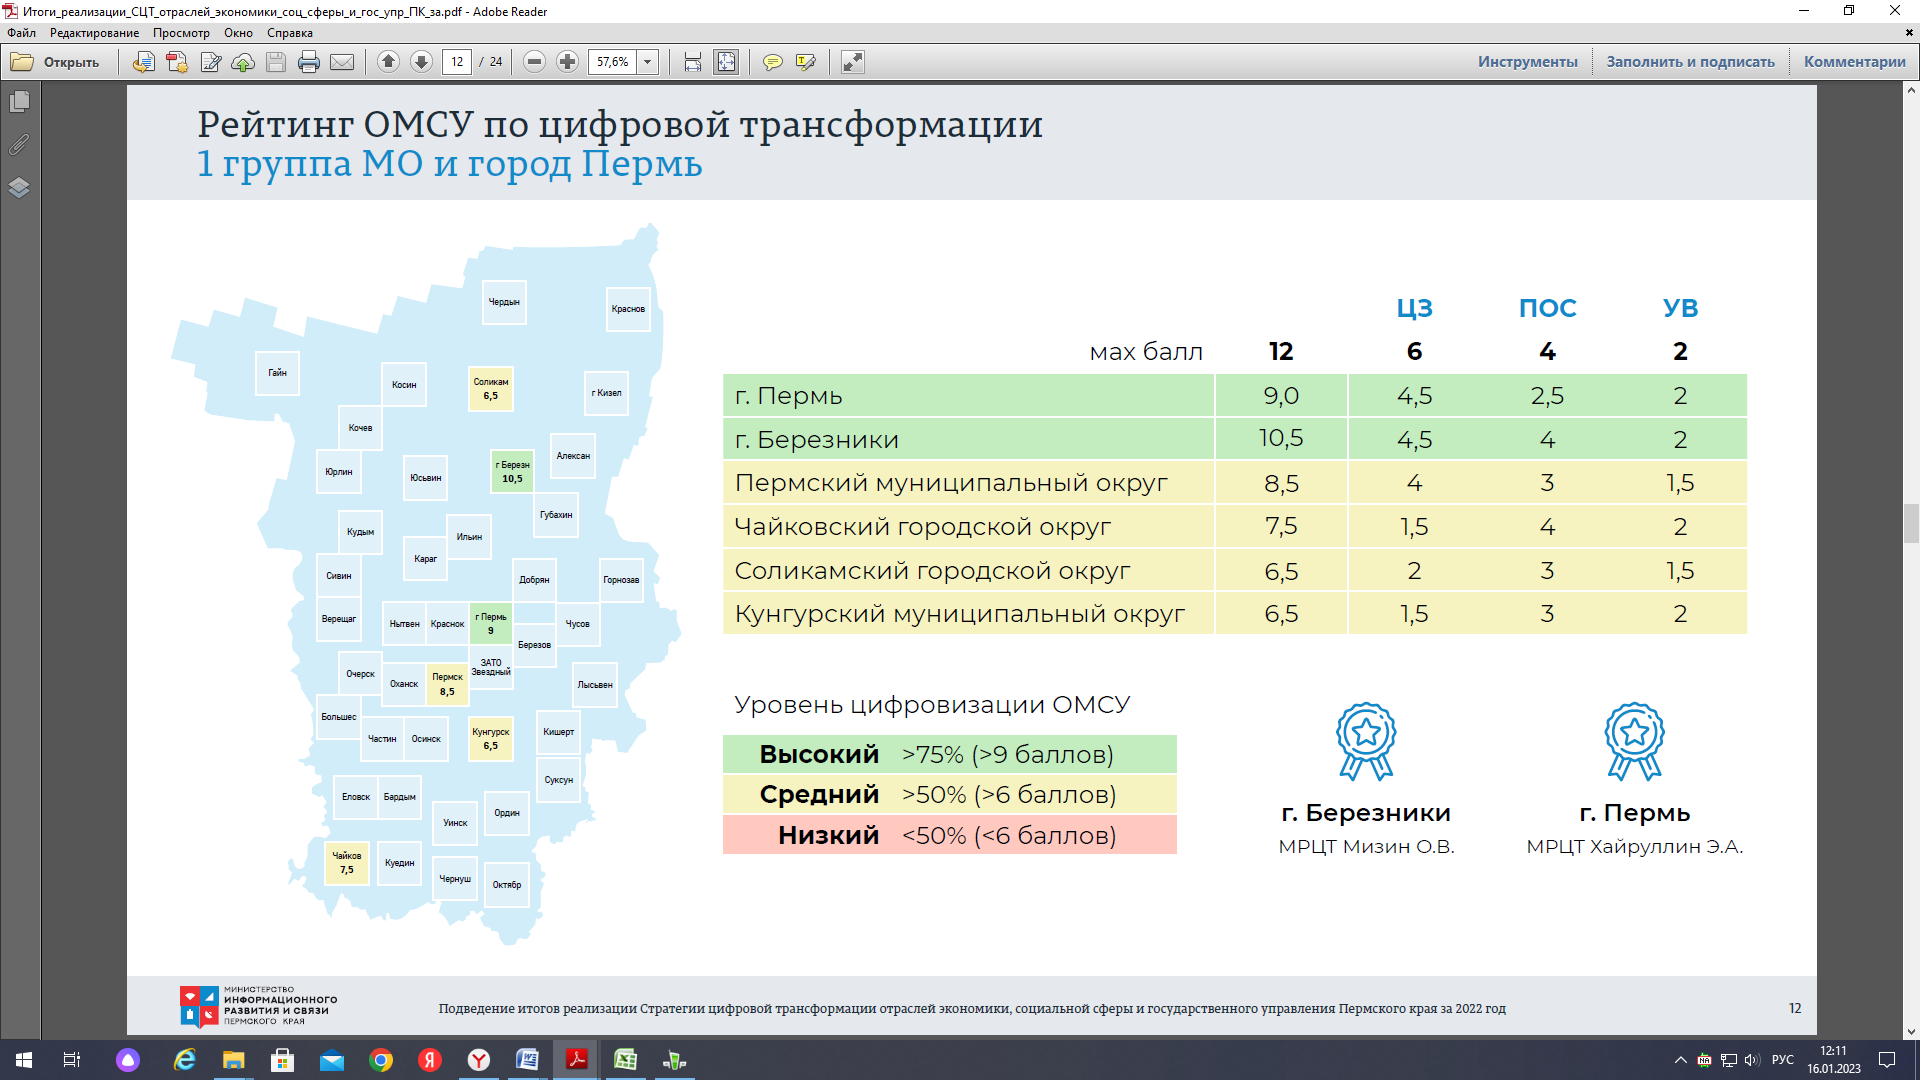 Итоги_реализации_СЦТ_отраслей_экономики_соц_сферы_и_гос_упр_ПК_за.pdf - Adobe Reader
Файл Редактирование Просмотр Окно Справка
Открыть 12 / 24 57,6% Инструменты Заполнить и подписать Комментарии
Рейтинг ОМСУ по цифровой трансформации
1 группа МО и город Пермь
Чердын
Краснов
Гайн
Косин
Соликам
6,5
г Кизел
Кочев
Юрлин
Юсьвин
г Березн
10,5
Алексан
Губахин
Кудым
Ильин
Караг
Сивин
Добрян
Горнозав
Верещаг
Нытвен
Краснок
г Пермь
9
Чусов
Березов
ЗАТО
Звездный
Очерск
Оханск
Пермск
8,5
Лысьвен
Большес
Частин
Осинск
Кунгурск
6,5
Кишерт
Суксун
Еловск
Бардым
Уинск
Ордин
Чайков
7,5
Куедин
Чернуш
Октябр
ЦЗ ПОС УВ
мах балл 12 6 4 2
г. Пермь 9,0 4,5 2,5 2
г. Березники 10,5 4,5 4 2
Пермский муниципальный округ 8,5 4 3 1,5
Чайковский городской округ 7,5 1,5 4 2
Соликамский городской округ 6,5 2 3 1,5
Кунгурский муниципальный округ 6,5 1,5 3 2
Уровень цифровизации ОМСУ
Высокий >75% (>9 баллов)
Средний >50% (>6 баллов)
Низкий <50% (<6 баллов)
г. Березники
МРЦТ Мизин О.В.
г. Пермь
МРЦТ Хайруллин Э.А.
МИНИСТЕРСТВО
ИНФОРМАЦИОННОГО
РАЗВИТИЯ И СВЯЗИ
ПЕРМСКОГО КРАЯ
Подведение итогов реализации Стратегии цифровой трансформации отраслей экономики, социальной сферы и государственного управления Пермского края за 2022 год
12
РУС
12:11
16.01.2023